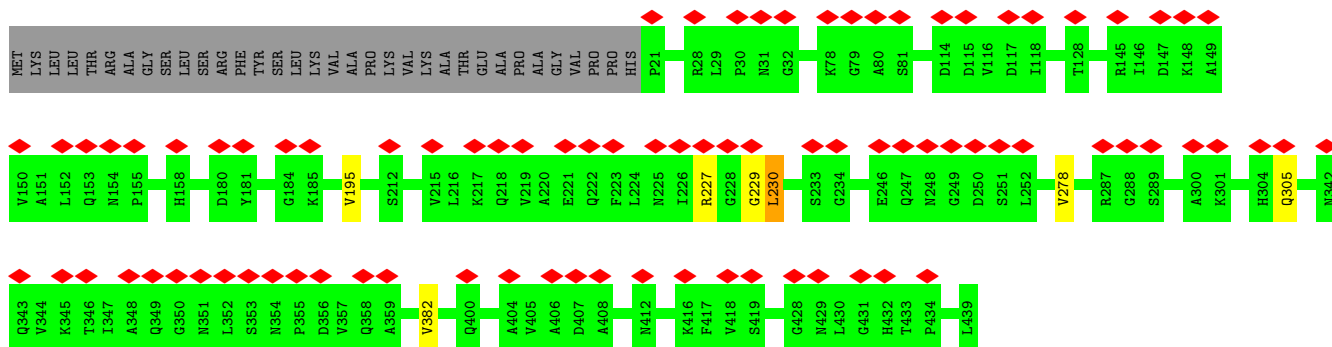 MET LYS LEU LEU THR ARG ALA ALA GLY SER LEU SER ARG PHE TYR SER LEU LYS VAL ALA PRO LYS VAL LYS ALA THR GLU ALA PRO ALA GLY VAL PRO PRO HIS P21 R28 L29 P30 N31 G32 K78 G79 A80 S81 D114 D115 V116 D117 I118 T128 R145 I146 D147 K148 A149
V150 A151 L152 Q153 N154 P155 H158 D180 Y181 G184 K185 V195 S212 V215 L216 K217 Q218 V219 A220 E221 Q222 F223 L224 N225 I226 R227 G228 G229 L230 S233 G234 E246 Q247 N248 G249 D250 S251 L252 V278 R287 G288 S289 A300 K301 H304 Q305 N342
Q343 V344 K345 T346 I347 A348 Q349 G350 N351 L352 S353 N354 P355 D356 V357 Q358 A359 V382 Q400 A404 V405 A406 D407 A408 N412 K416 F417 V418 S419 G428 N429 L430 G431 H432 T433 P434 L439